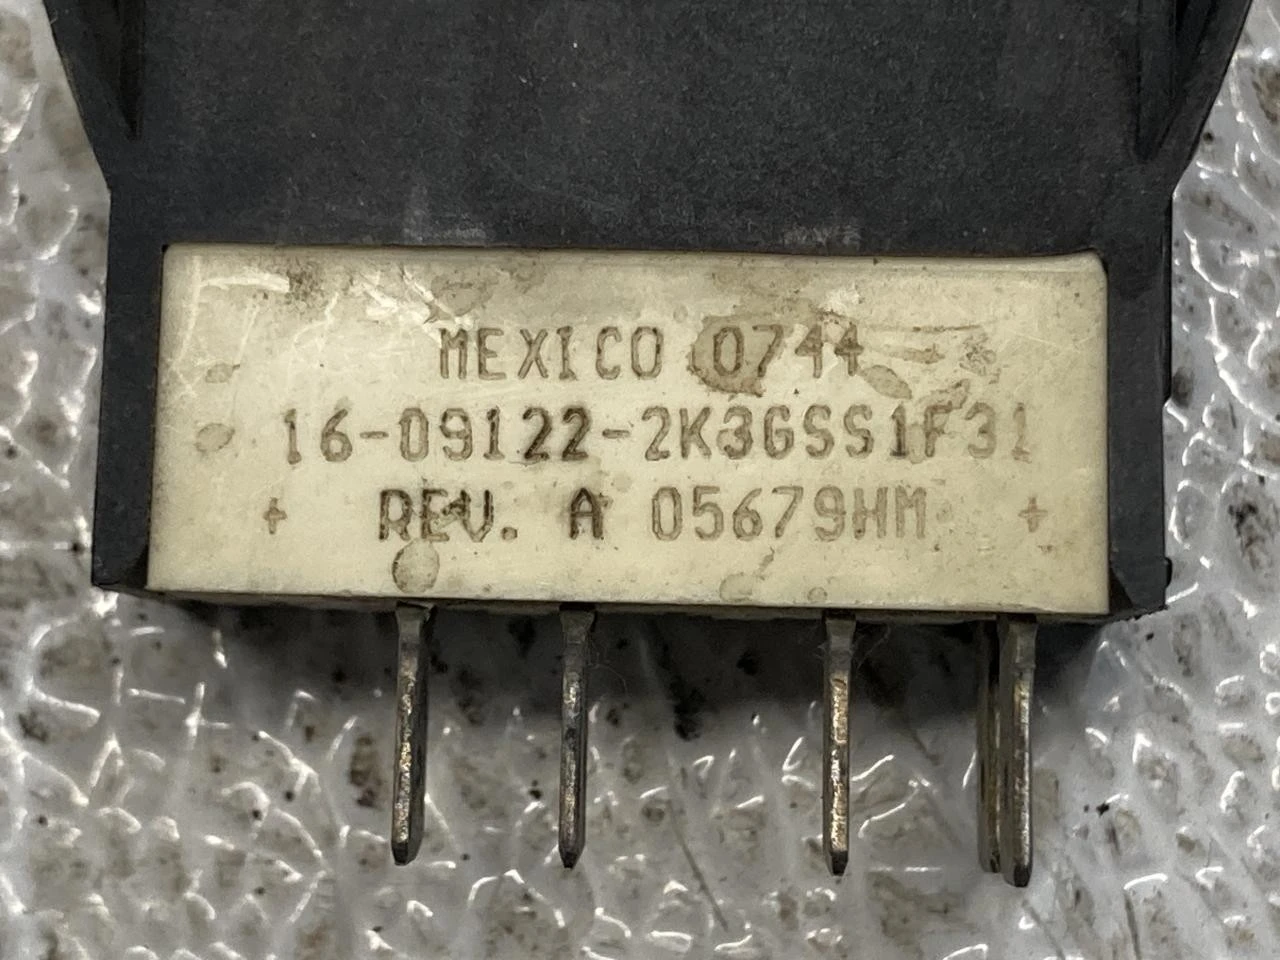 MEXICO 0744
16-09122-2K3GSS1F31
+ REV. A 05679HM +